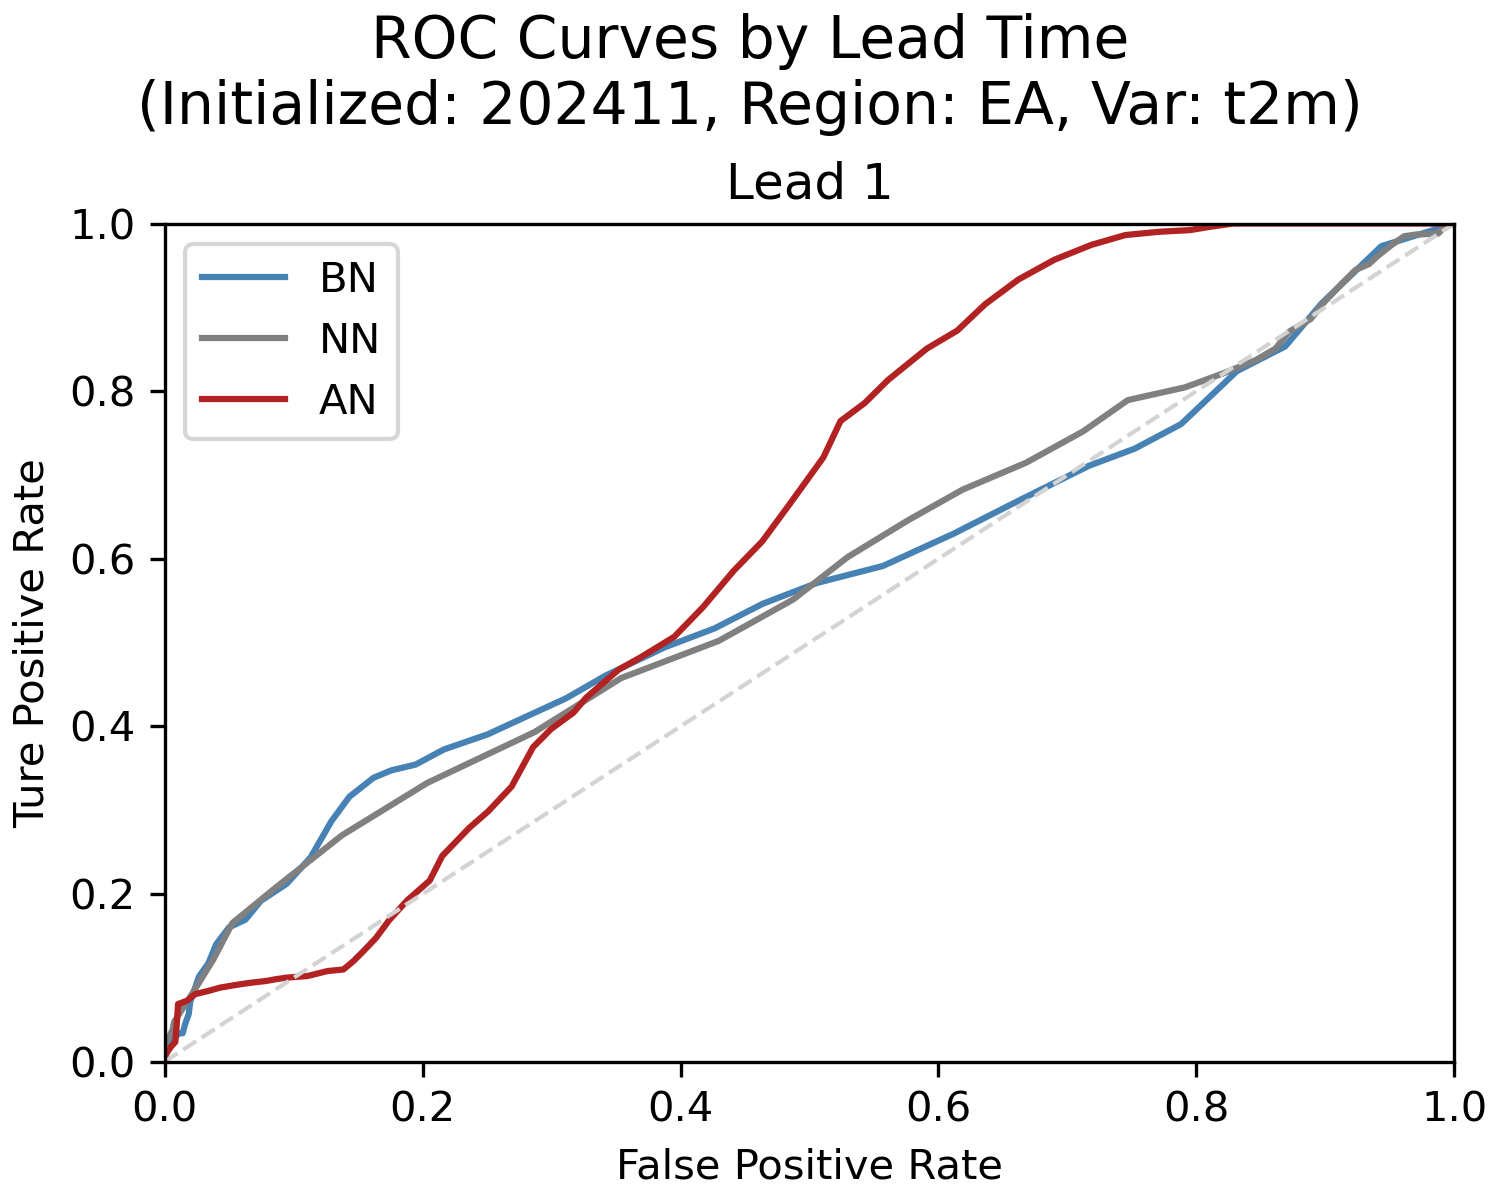 ROC Curves by Lead Time
(Initialized: 202411, Region: EA, Var: t2m)
Lead 1
BN
NN
AN
Ture Positive Rate
1.0
0.8
0.6
0.4
0.2
0.0
0.0 0.2 0.4 0.6 0.8 1.0
False Positive Rate